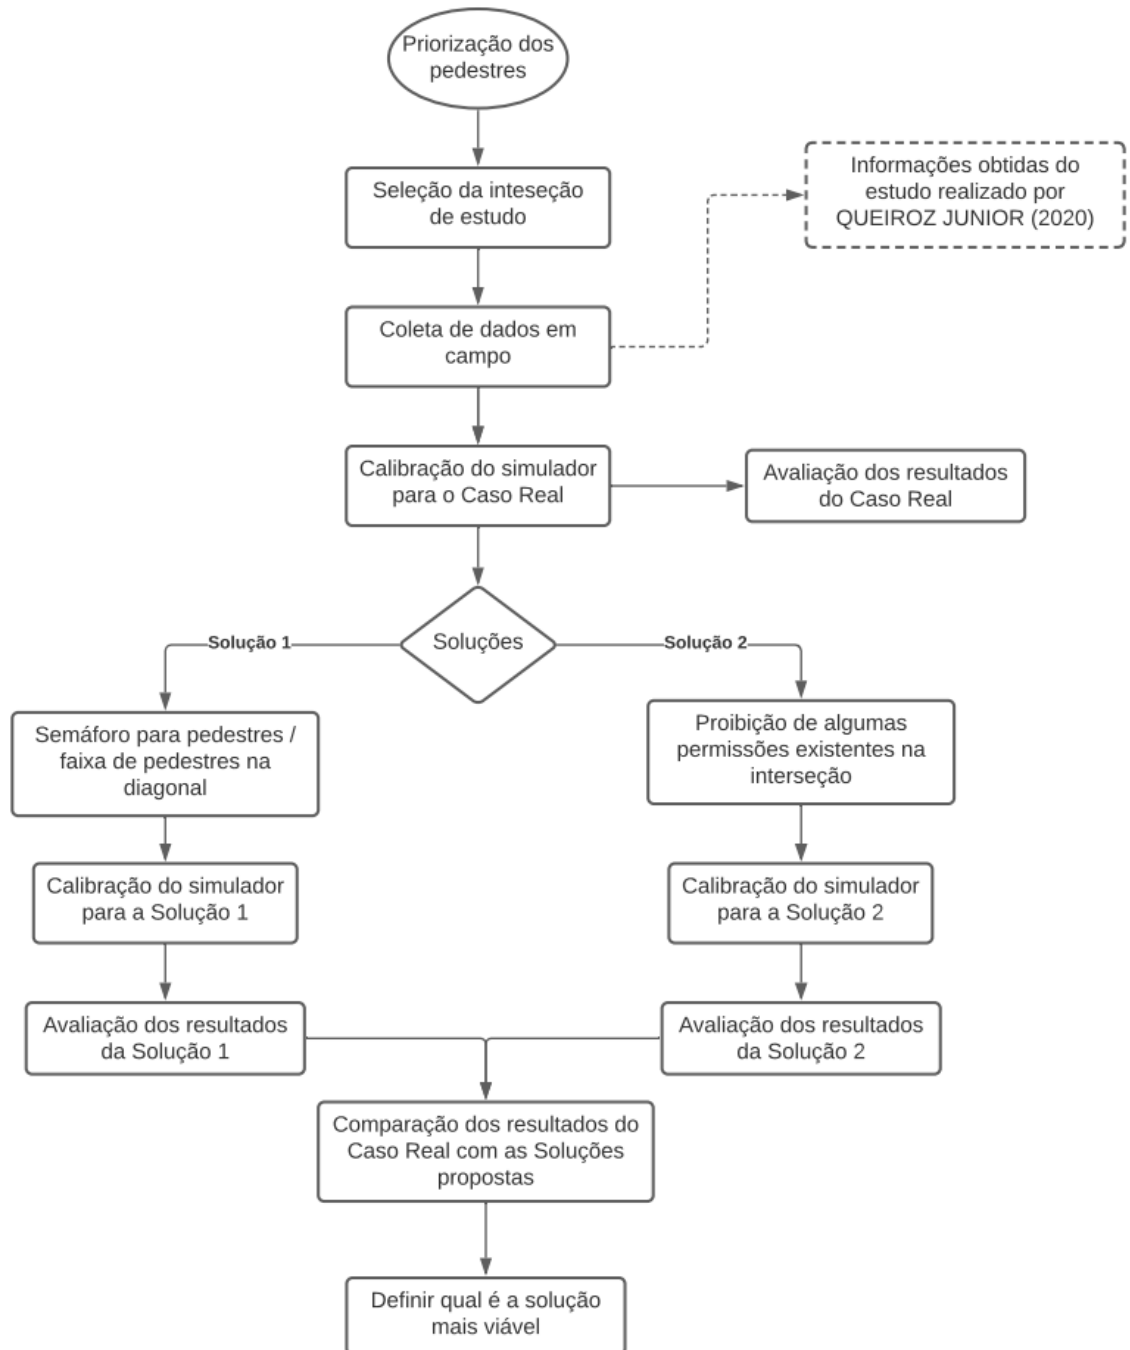 Priorização dos
pedestres
Seleção da inteseção
de estudo
Informações obtidas do
estudo realizado por
QUEIROZ JUNIOR (2020)
Coleta de dados em
campo
Calibração do simulador
para o Caso Real
Avaliação dos resultados
do Caso Real
Soluções
Solução 1
Solução 2
Semáforo para pedestres /
faixa de pedestres na
diagonal
Proibição de algumas
permissões existentes na
interseção
Calibração do simulador
para a Solução 1
Calibração do simulador
para a Solução 2
Avaliação dos resultados
da Solução 1
Avaliação dos resultados
da Solução 2
Comparação dos resultados do
Caso Real com as Soluções
propostas
Definir qual é a solução
mais viável